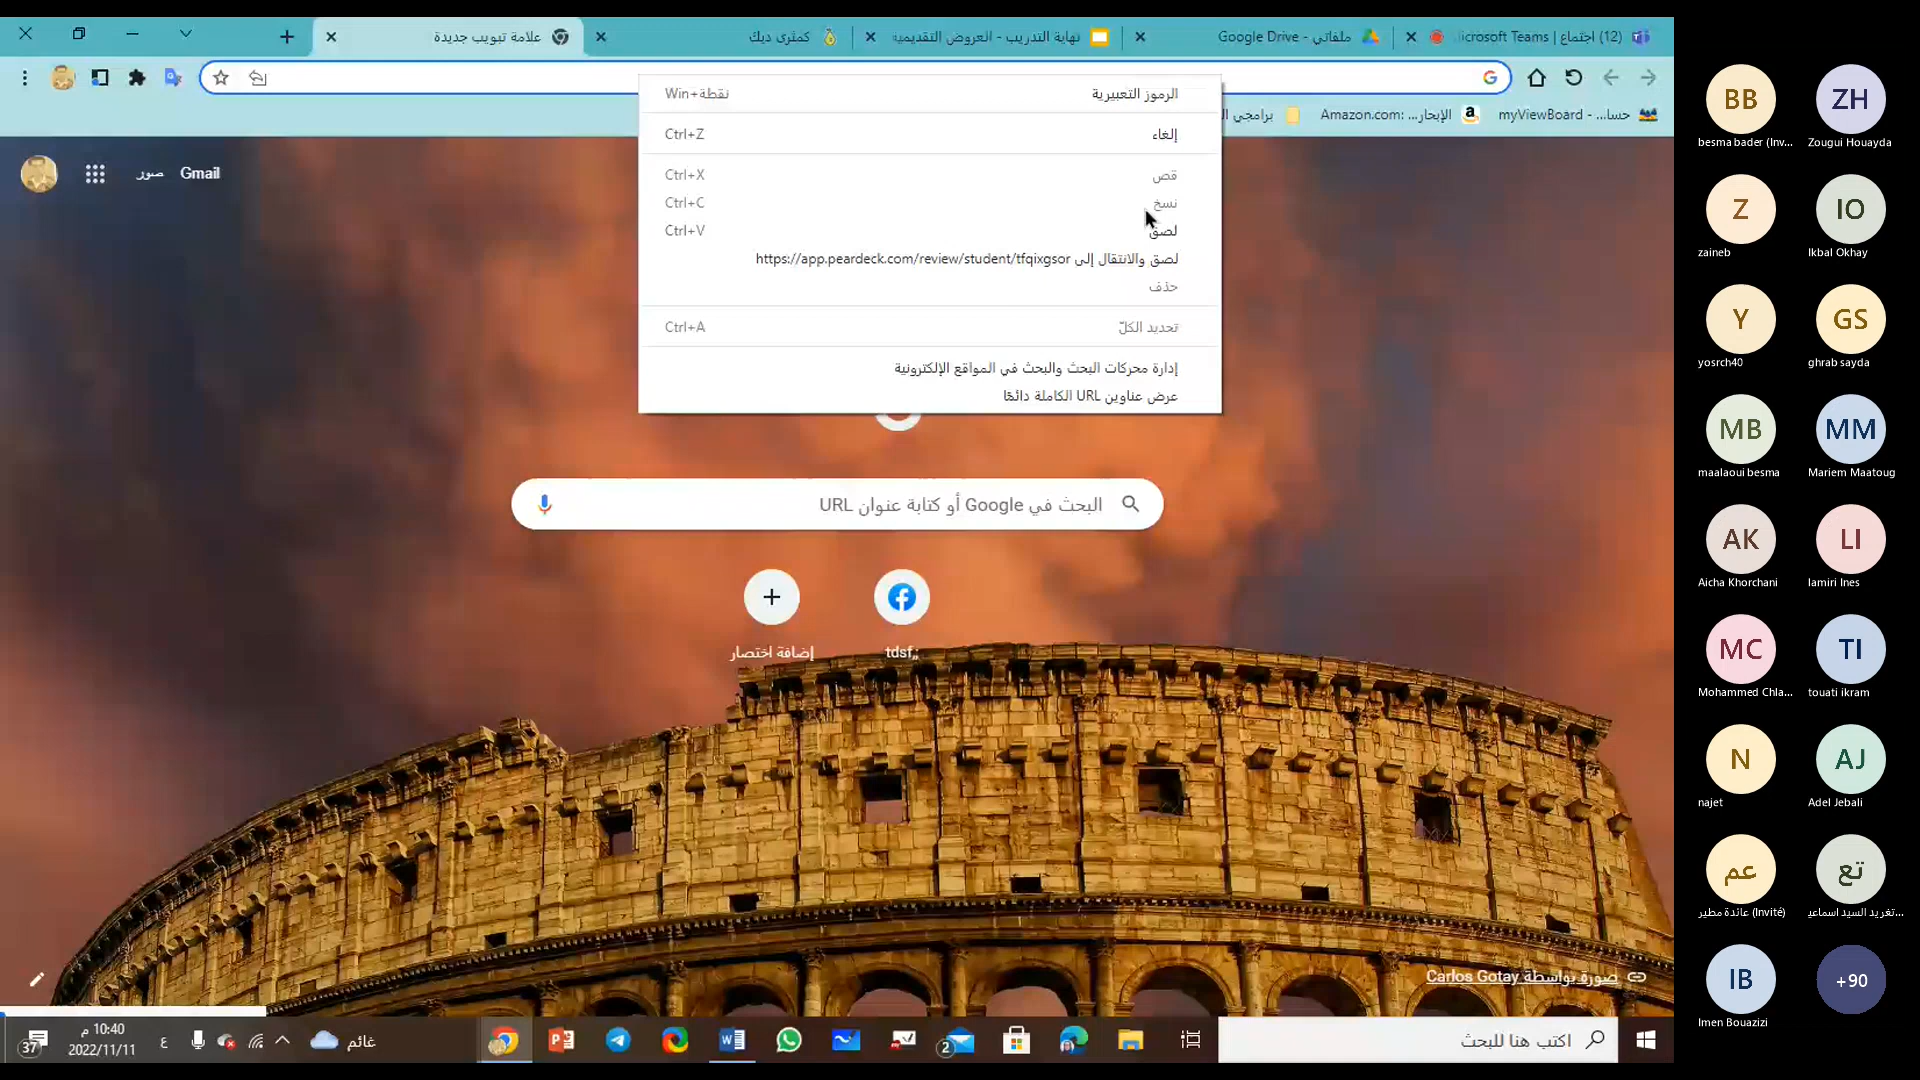 (12) اجتماع | icrosoft Teams
ملفاتي - Google Drive
نهاية التدريب - العروض التقديمية
كمثرى ديك
علامة تبويب جديدة
حسا... - myViewBoard
الإبحار... :Amazon.com
برامجي ال
الرموز التعبيرية
Win+نقطة
إلغاء
Ctrl+Z
قص
Ctrl+X
نسخ
Ctrl+C
لصق
Ctrl+V
لصق والانتقال إلى https://app.peardeck.com/review/student/tfqixgsor
حذف
تحديد الكلّ
Ctrl+A
إدارة محركات البحث والبحث في المواقع الإلكترونية
عرض عناوين URL الكاملة دائمًا
Gmail
صور
البحث في Google أو كتابة عنوان URL
tdsf,;
إضافة اختصار
صورة بواسطة Carlos Gotay
اكتب هنا للبحث
2
غائم
ع
10:40 م
2022/11/11
37
BB
besma bader (Inv...
ZH
Zougui Houayda
Z
zaineb
IO
Ikbal Okhay
Y
yosrch40
GS
ghrab sayda
MB
maalaoui besma
MM
Mariem Maatoug
AK
Aicha Khorchani
LI
lamiri Ines
MC
Mohammed Chla...
TI
touati ikram
N
najet
AJ
Adel Jebali
عم
عائدة مطير (Invité)
تع
تغريد السيد اسماعي...
IB
Imen Bouazizi
+90